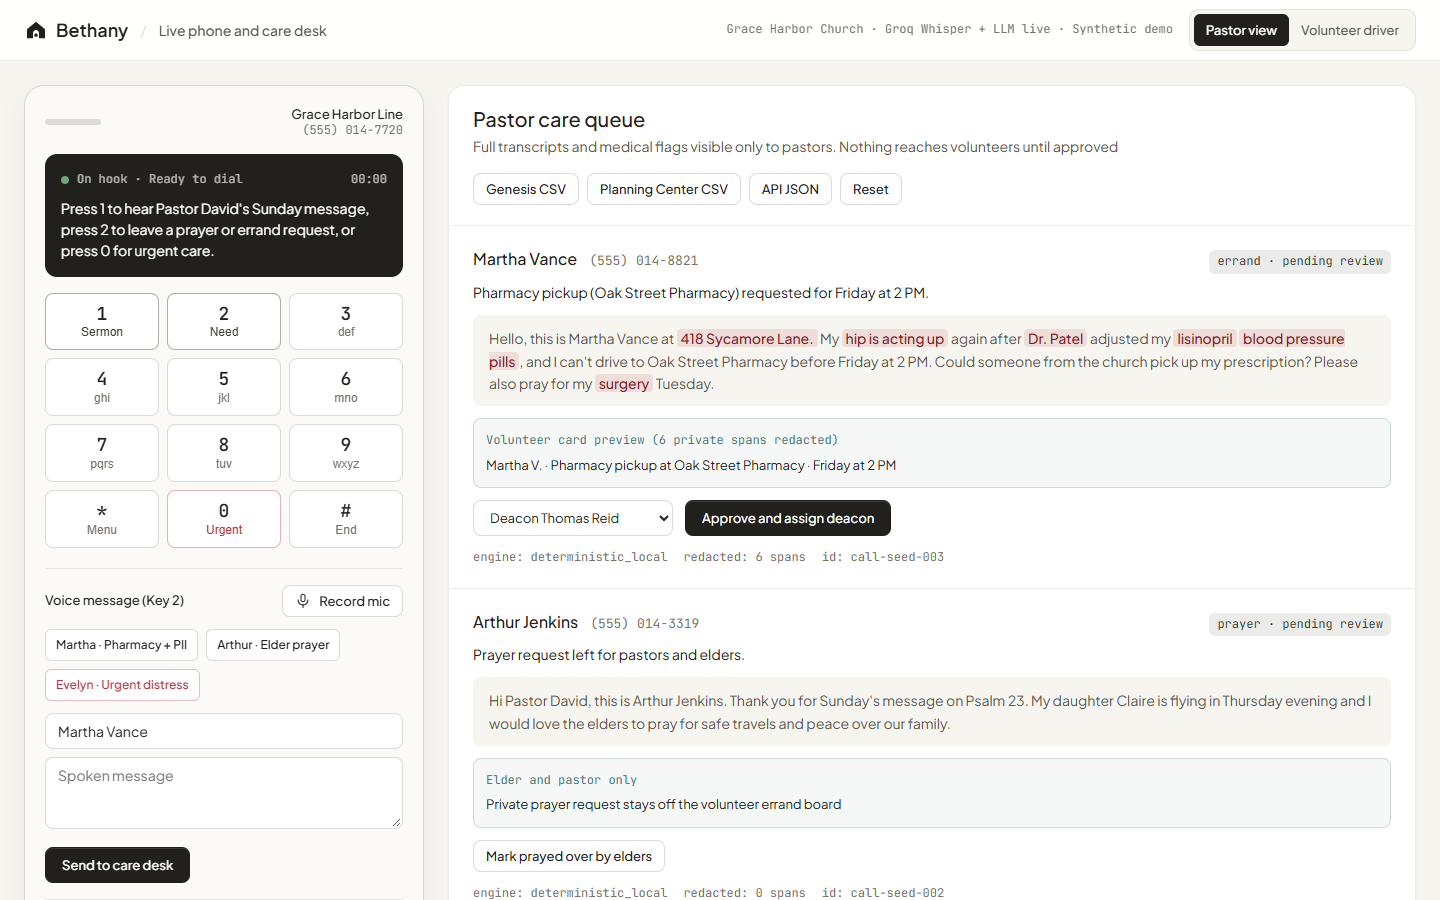 Bethany / Live phone and care desk
Grace Harbor Church · Groq Whisper + LLM live · Synthetic demo
Pastor view
Volunteer driver
Grace Harbor Line
(555) 014-7720
On hook · Ready to dial 00:00
Press 1 to hear Pastor David's Sunday message,
press 2 to leave a prayer or errand request, or
press 0 for urgent care.
1 2 3
Sermon Need def
4 5 6
ghi jkl mno
7 8 9
pqrs tuv wxyz
* 0 #
Menu Urgent End
Voice message (Key 2)
Record mic
Martha · Pharmacy + PII
Arthur · Elder prayer
Evelyn · Urgent distress
Martha Vance
Spoken message
Send to care desk
Pastor care queue
Full transcripts and medical flags visible only to pastors. Nothing reaches volunteers until approved
Genesis CSV
Planning Center CSV
API JSON
Reset
Martha Vance (555) 014-8821
errand · pending review
Pharmacy pickup (Oak Street Pharmacy) requested for Friday at 2 PM.
Hello, this is Martha Vance at 418 Sycamore Lane. My hip is acting up again after Dr. Patel adjusted my lisinopril blood pressure
pills , and I can't drive to Oak Street Pharmacy before Friday at 2 PM. Could someone from the church pick up my prescription? Please
also pray for my surgery Tuesday.
Volunteer card preview (6 private spans redacted)
Martha V. · Pharmacy pickup at Oak Street Pharmacy · Friday at 2 PM
Deacon Thomas Reid
Approve and assign deacon
engine: deterministic_local redacted: 6 spans id: call-seed-003
Arthur Jenkins (555) 014-3319
prayer · pending review
Prayer request left for pastors and elders.
Hi Pastor David, this is Arthur Jenkins. Thank you for Sunday's message on Psalm 23. My daughter Claire is flying in Thursday evening and I
would love the elders to pray for safe travels and peace over our family.
Elder and pastor only
Private prayer request stays off the volunteer errand board
Mark prayed over by elders
engine: deterministic_local redacted: 0 spans id: call-seed-002